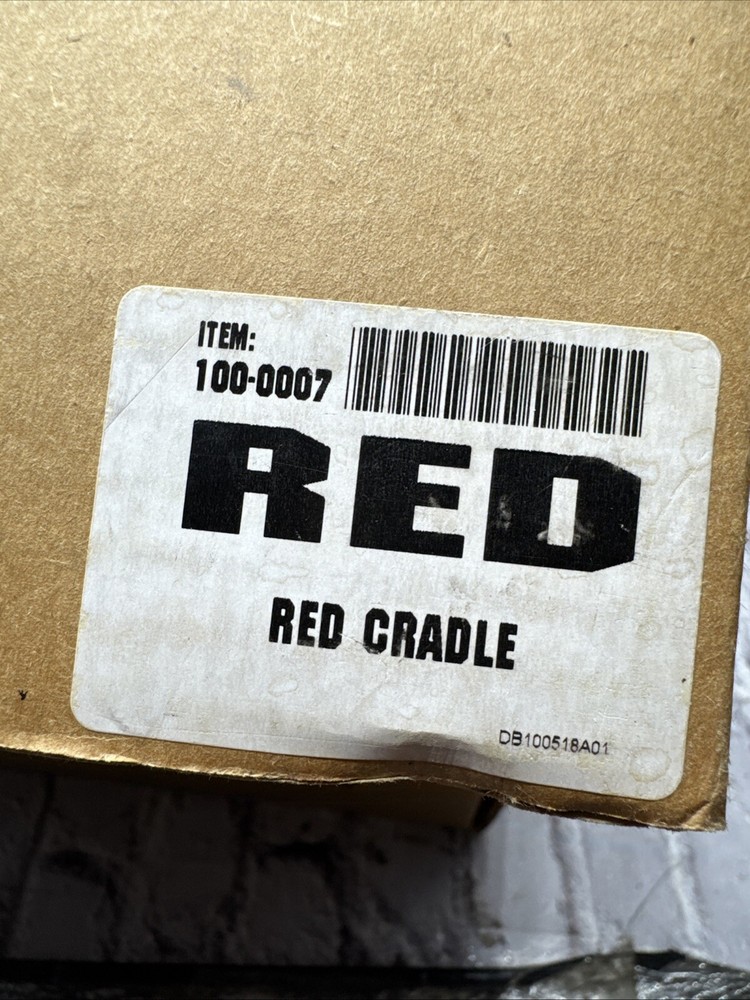 ITEM:
100-0007
RED
RED CRADLE
DB100518A01